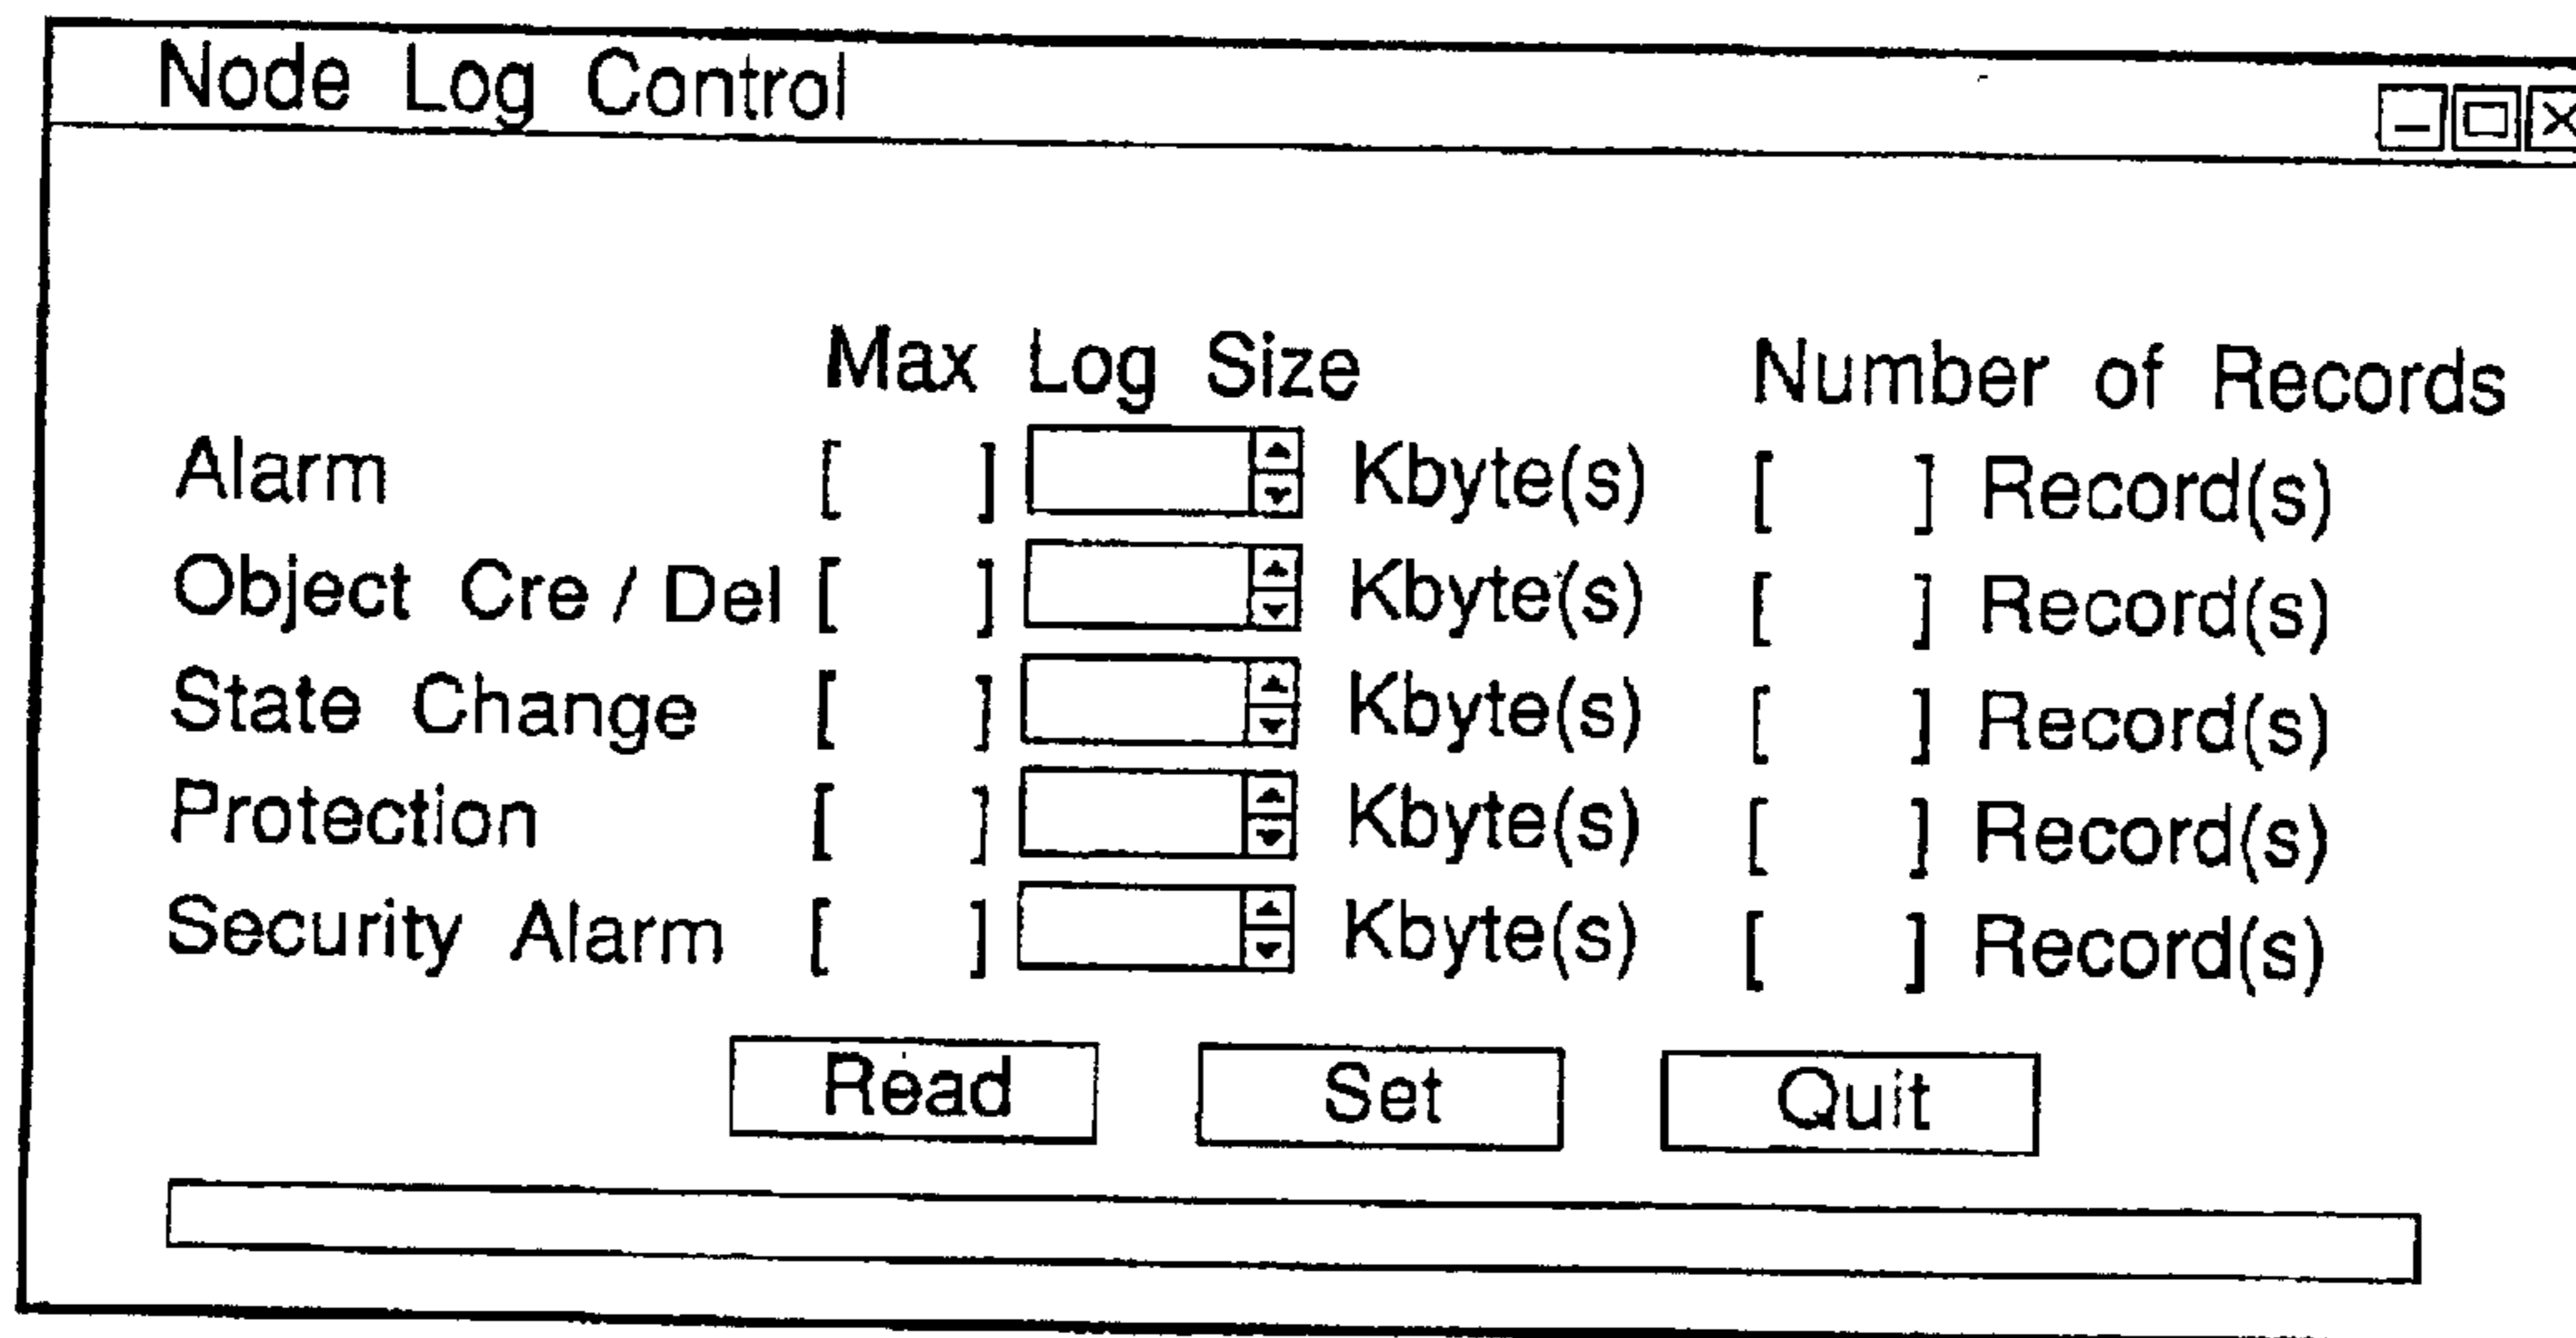 Node Log Control
Max Log Size Number of Records
Alarm [ ] Kbyte(s) [ ] Record(s)
Object Cre / Del [ ] Kbyte(s) [ ] Record(s)
State Change [ ] Kbyte(s) [ ] Record(s)
Protection [ ] Kbyte(s) [ ] Record(s)
Security Alarm [ ] Kbyte(s) [ ] Record(s)
Read Set Quit